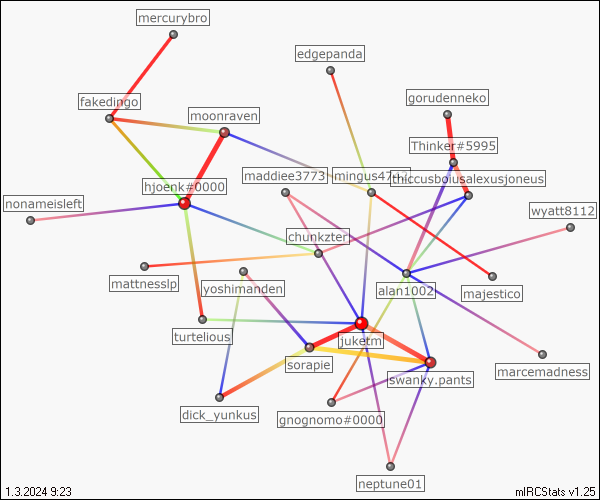 mercurybro
edgepanda
fakedingo
gorudenneko
moonraven
Thinker#5995
maddiee3773
hjoenk#0000
thiccusboiusalexusjoneus
nonameisleft
wyatt8112
chunkzter
mattnesslp
yoshimanden
alan1002
majestico
turtelious
juketm
sorapie
marcemadness
swanky.pants
dick_yunkus
gnognomo#0000
neptune01
1.3.2024 9:23
mIRCStats v1.25